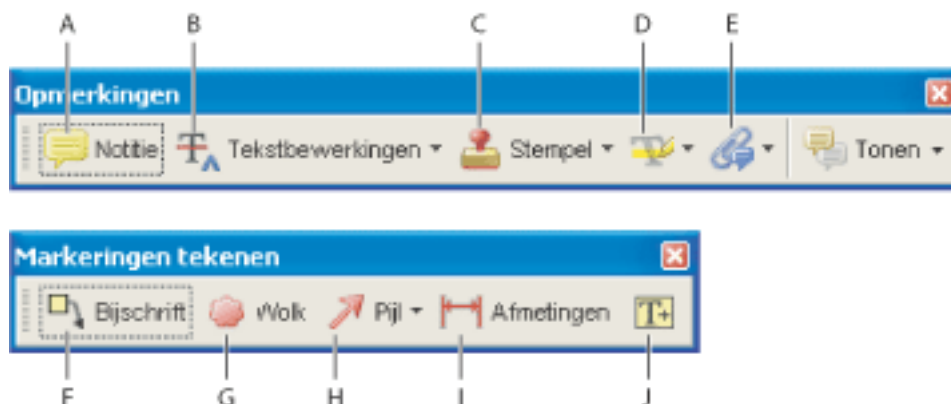 A B C D E
Opmerkingen
Notitie Tekstbewerkingen Stempel Tonen
Markeringen tekenen
Bijschrift Wolk Pijl Afmetingen
F G H I J